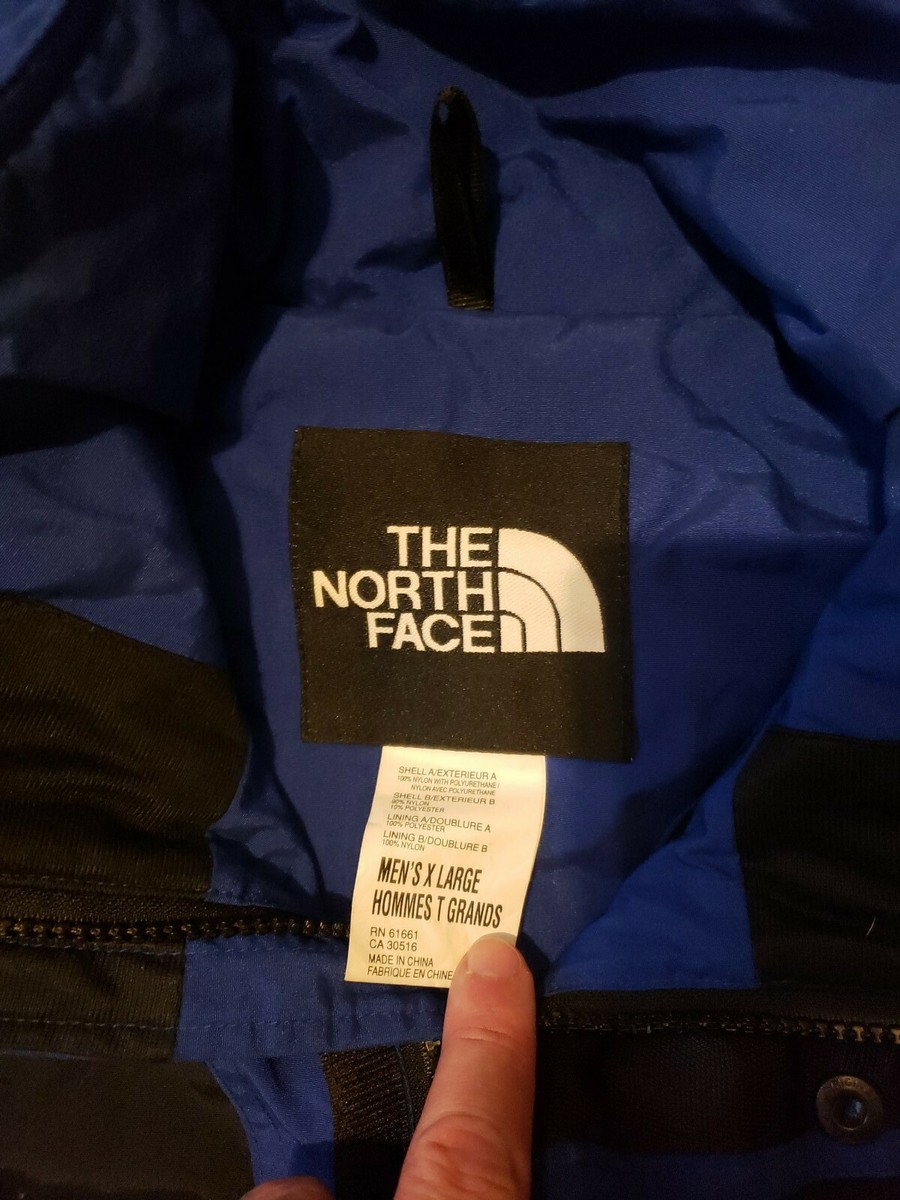 THE
NORTH
FACE
SHELL A/EXTERIEUR A
100% NYLON WITH POLYURETHANE/
NYLON AVEC POLYURETHANE
SHELL B/EXTERIEUR B
90% NYLON
10% POLYESTER
LINING A/DOUBLURE A
100% POLYESTER
LINING B/DOUBLURE B
100% NYLON
MEN'S X LARGE
HOMMES T GRANDS
RN 61661
CA 30516
MADE IN CHINA
FABRIQUE EN CHINE